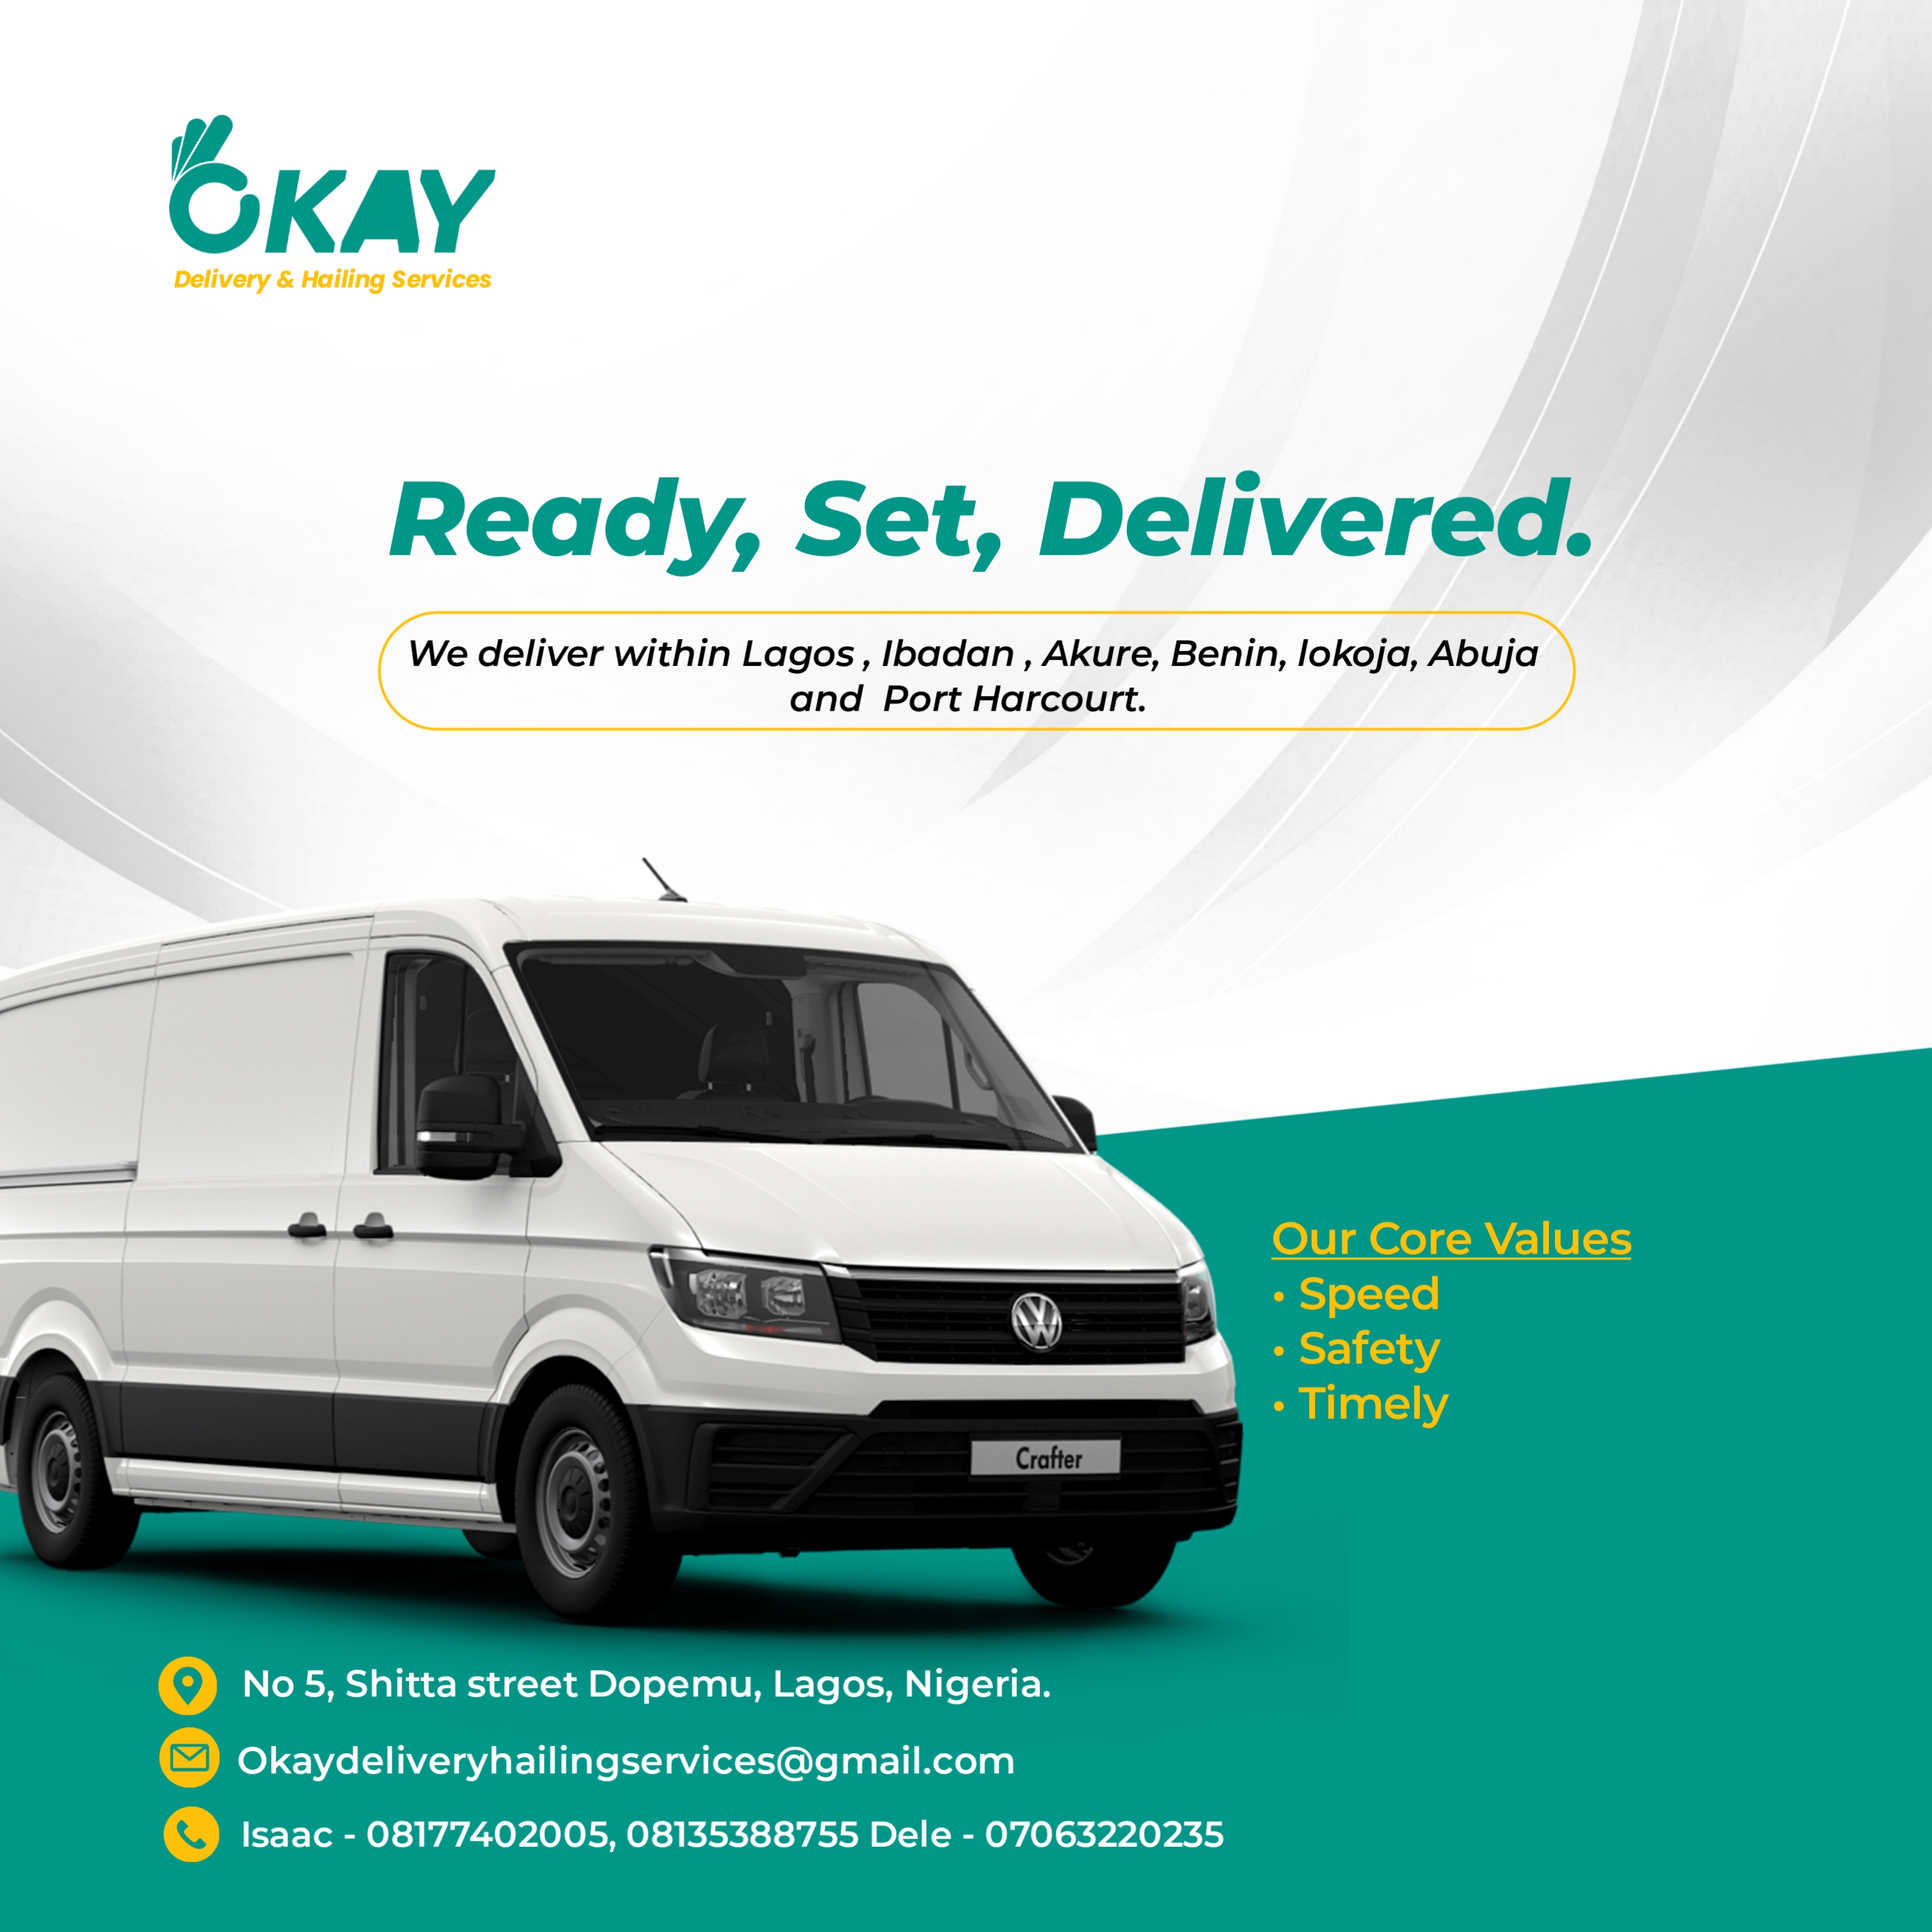 OKAY
Delivery & Hailing Services
Ready, Set, Delivered.
We deliver within Lagos , Ibadan , Akure, Benin, lokoja, Abuja
and Port Harcourt.
Our Core Values
• Speed
• Safety
• Timely
Crafter
No 5, Shitta street Dopemu, Lagos, Nigeria.
Okaydeliveryhailingservices@gmail.com
Isaac - 08177402005, 08135388755 Dele - 07063220235